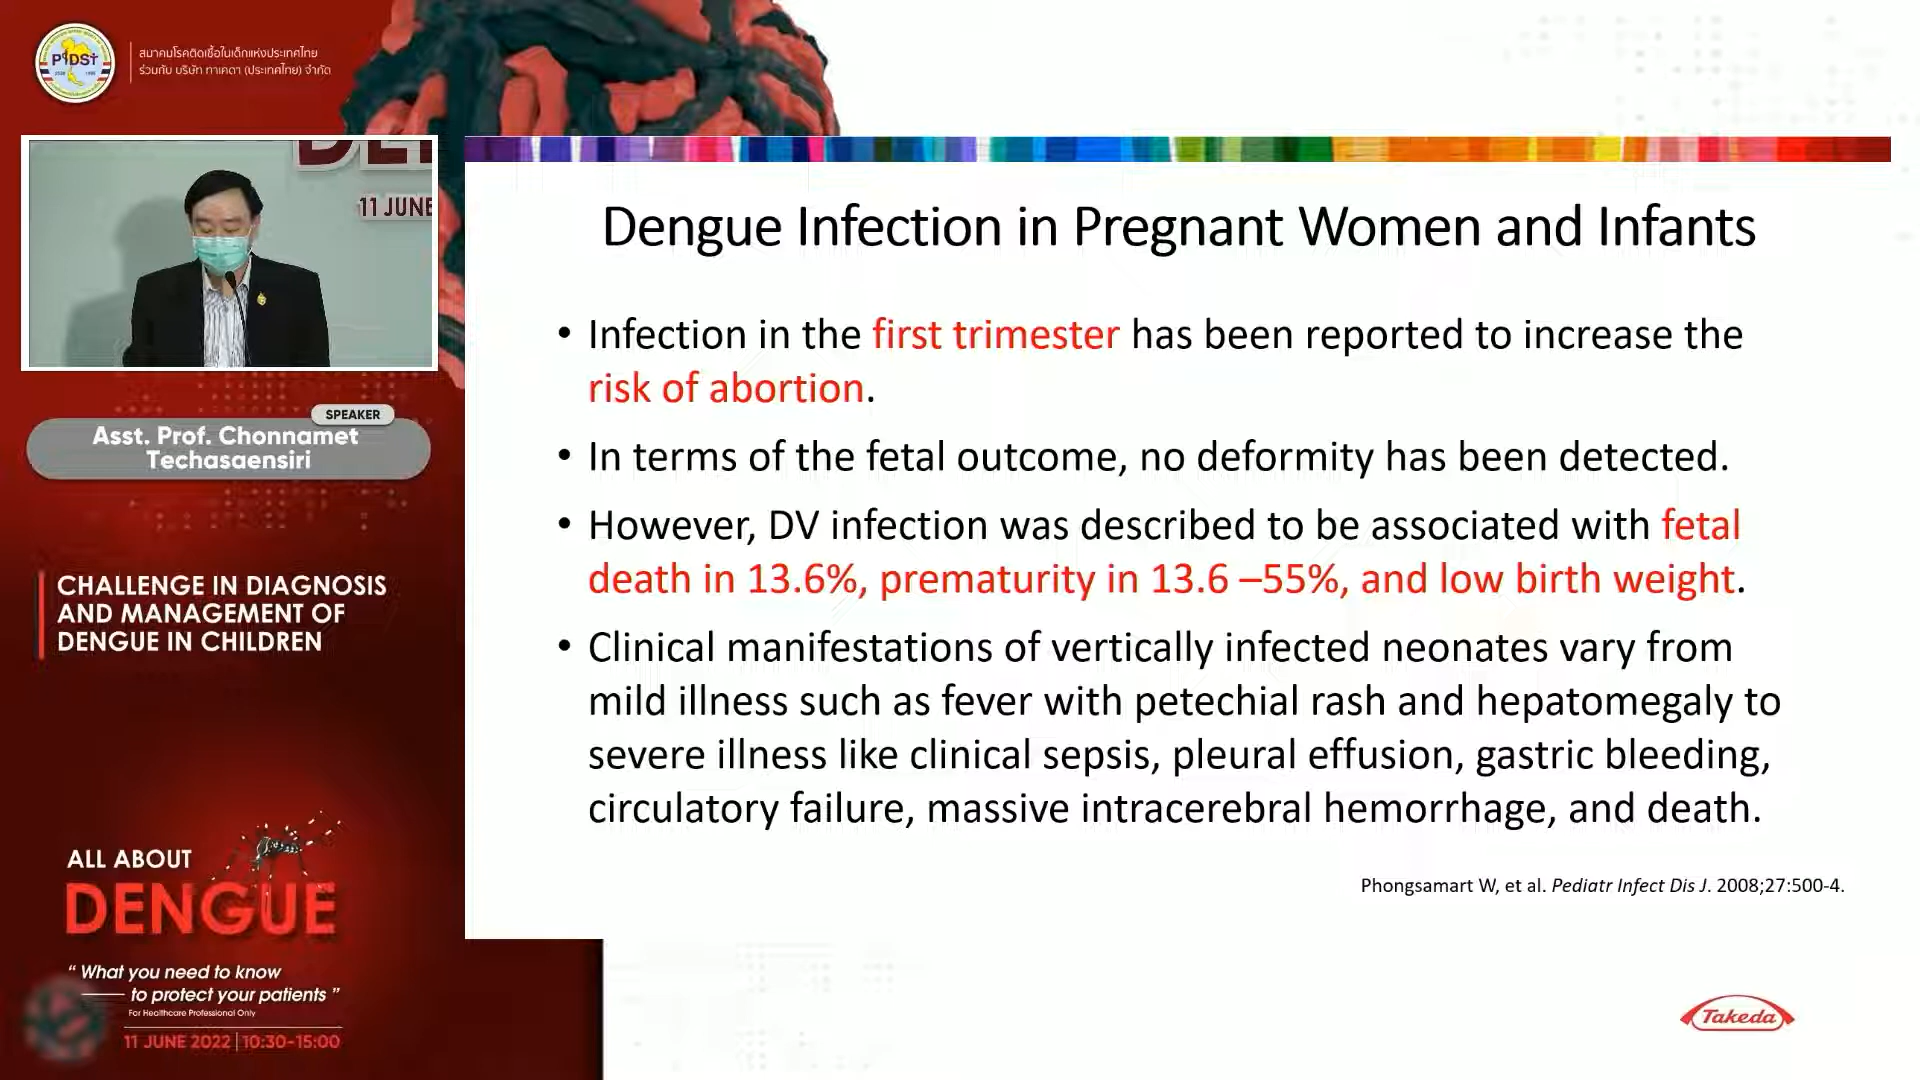 PIDST
สมาคมโรคติดเชื้อในเด็กแห่งประเทศไทย
ร่วมกับ บริษัท ทาเคดา (ประเทศไทย) จำกัด
11 JUNE
SPEAKER
Asst. Prof. Chonnamet
Techasaensiri
CHALLENGE IN DIAGNOSIS
AND MANAGEMENT OF
DENGUE IN CHILDREN
ALL ABOUT
DENGUE
“ What you need to know
to protect your patients ”
For Healthcare Professional Only
11 JUNE 2022 | 10:30-15:00
Dengue Infection in Pregnant Women and Infants
• Infection in the first trimester has been reported to increase the
risk of abortion.
• In terms of the fetal outcome, no deformity has been detected.
• However, DV infection was described to be associated with fetal
death in 13.6%, prematurity in 13.6 –55%, and low birth weight.
• Clinical manifestations of vertically infected neonates vary from
mild illness such as fever with petechial rash and hepatomegaly to
severe illness like clinical sepsis, pleural effusion, gastric bleeding,
circulatory failure, massive intracerebral hemorrhage, and death.
Phongsamart W, et al. Pediatr Infect Dis J. 2008;27:500-4.
Takeda